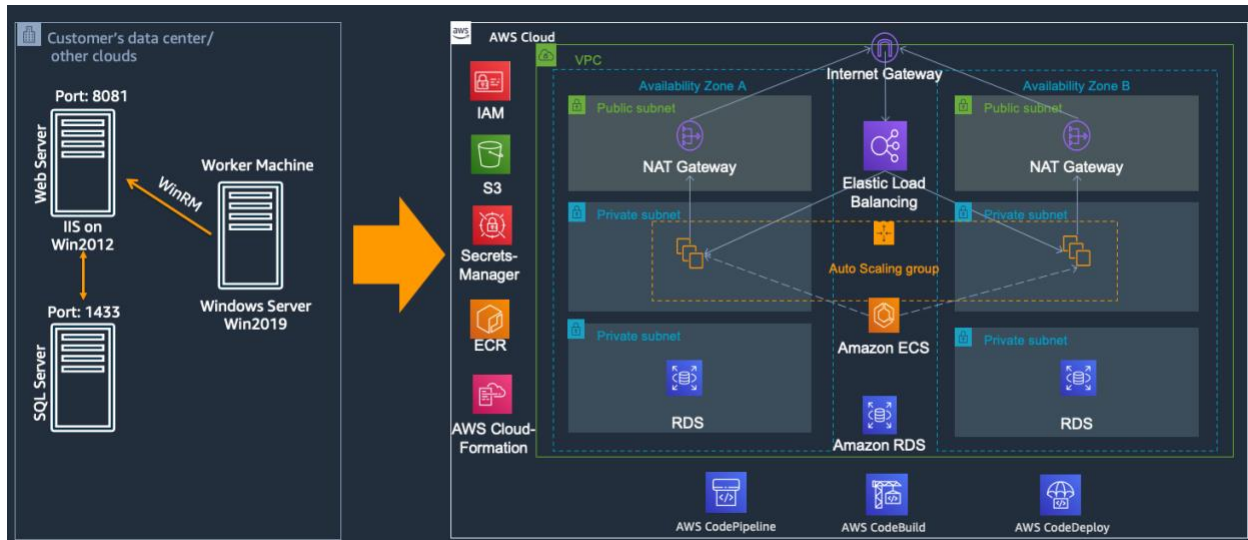 Customer's data center/
other clouds
Port: 8081
Web Server
IIS on
Win2012
WinRM
Worker Machine
Windows Server
Win2019
Port: 1433
SQL Server
aws
AWS Cloud
IAM
S3
Secrets-
Manager
ECR
AWS Cloud-
Formation
VPC
Internet Gateway
Availability Zone A
Public subnet
NAT Gateway
Private subnet
Private subnet
RDS
Elastic Load
Balancing
Auto Scaling group
Amazon ECS
Amazon RDS
Availability Zone B
Public subnet
NAT Gateway
Private subnet
Private subnet
RDS
AWS CodePipeline
AWS CodeBuild
AWS CodeDeploy